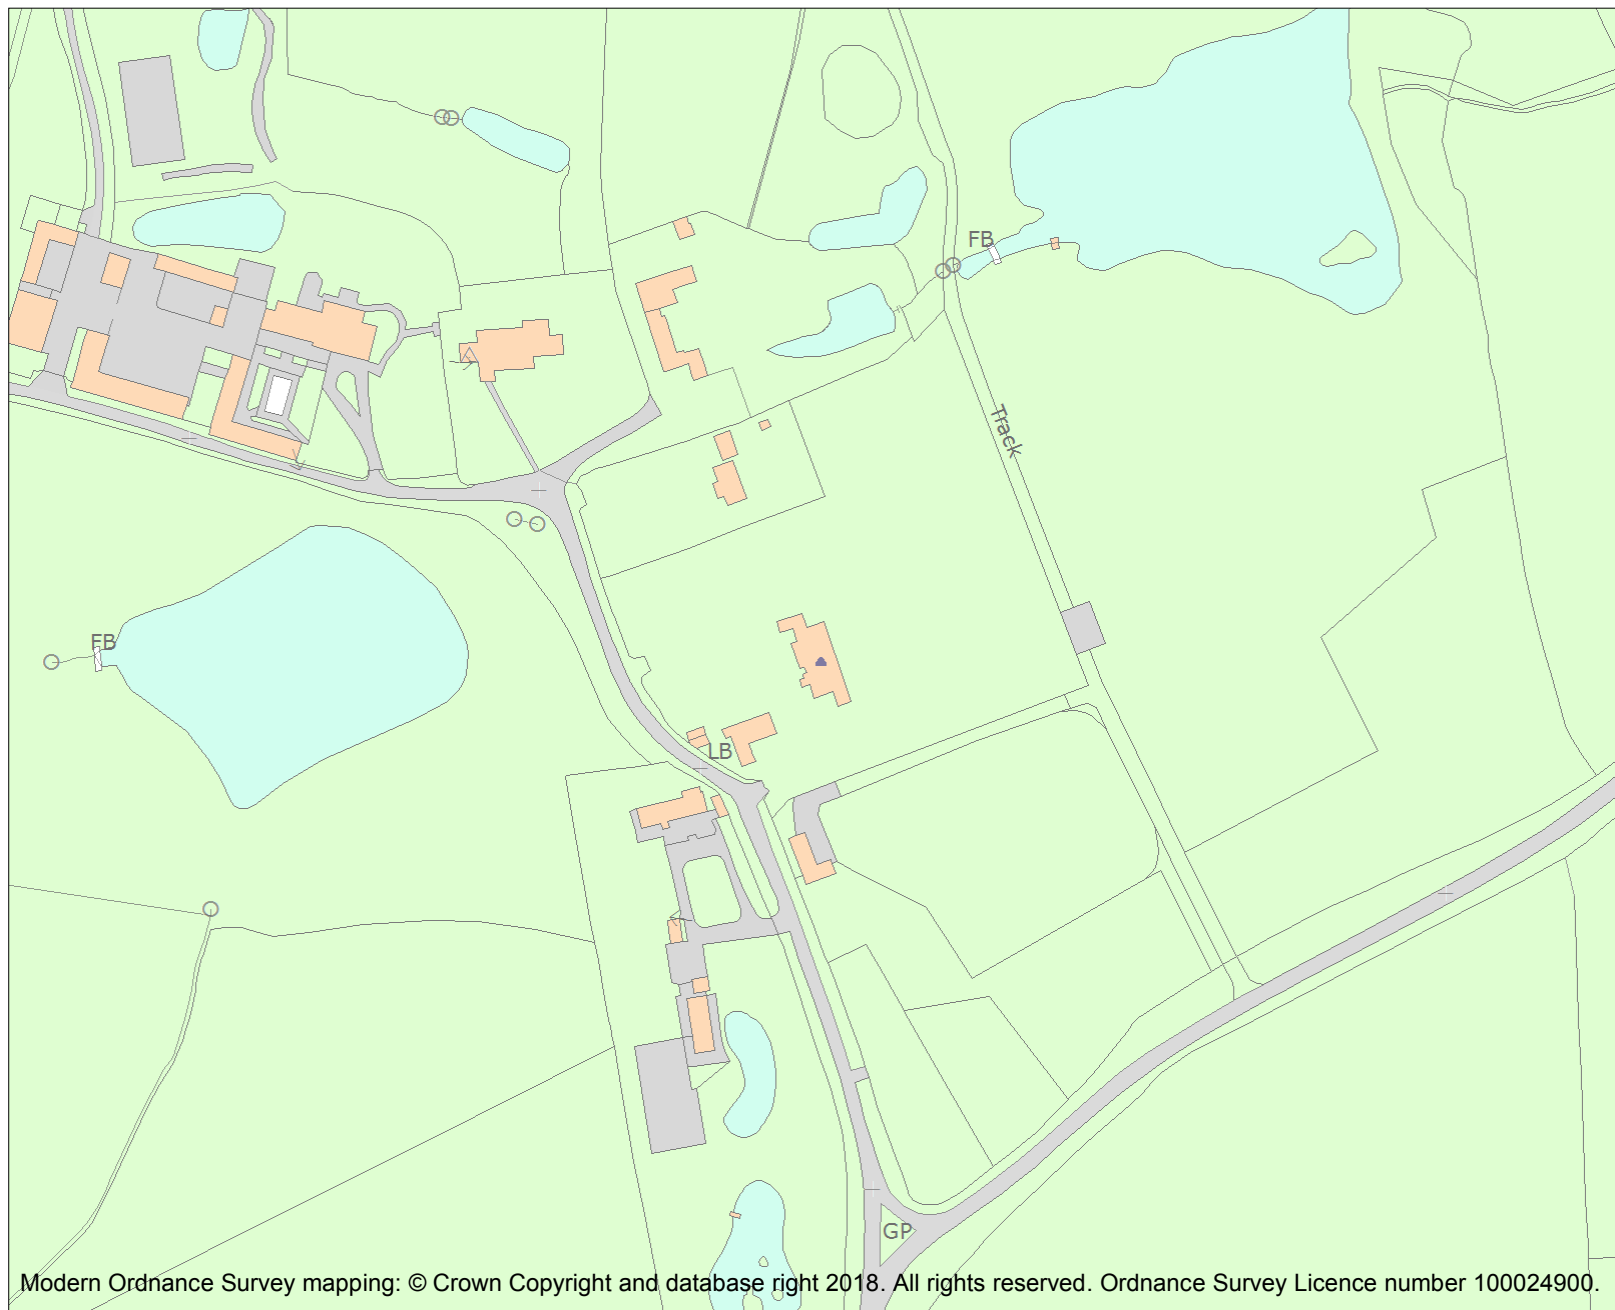 FB
Track
FB
LB
GP
Modern Ordnance Survey mapping: © Crown Copyright and database right 2018. All rights reserved. Ordnance Survey Licence number 100024900.